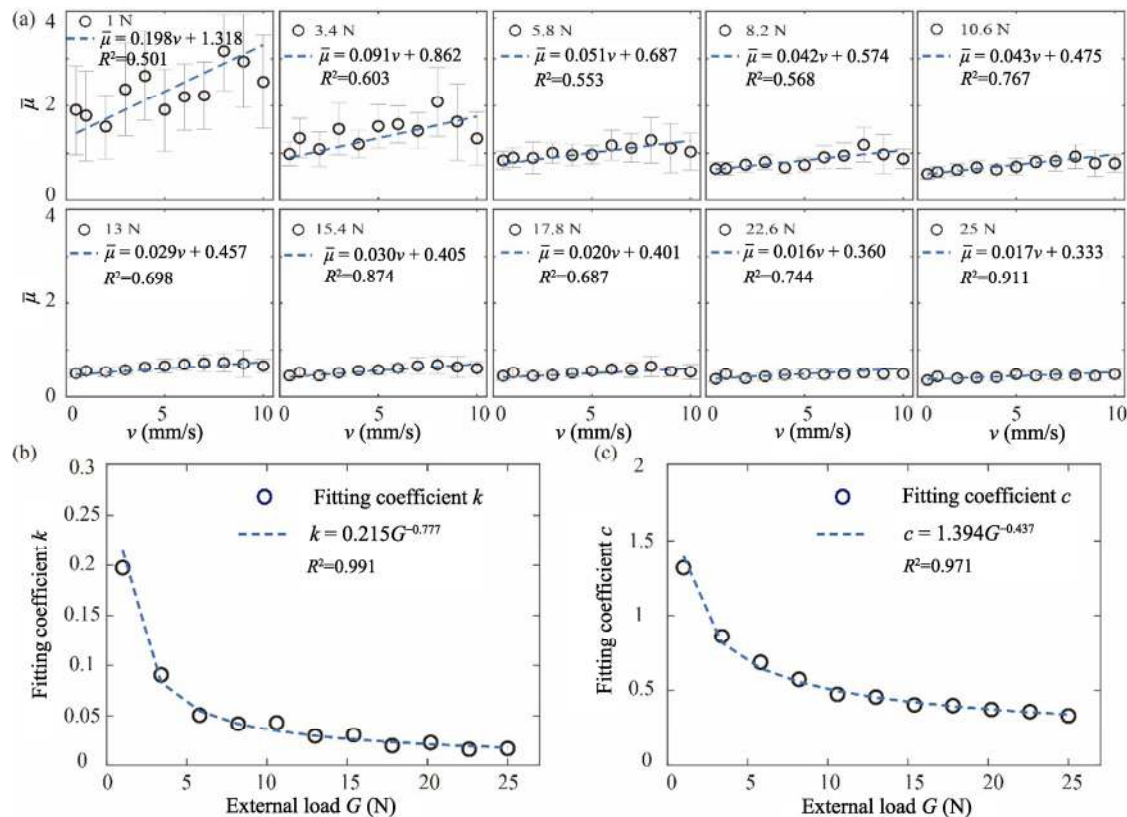 (a)
4
2
0
μ̄
1 N
μ̄=0.198v + 1.318
R²=0.501
3.4 N
μ̄=0.091v + 0.862
R²=0.603
5.8 N
μ̄=0.051v + 0.687
R²=0.553
8.2 N
μ̄=0.042v + 0.574
R²=0.568
10.6 N
μ̄=0.043v + 0.475
R²=0.767
4
2
0
μ̄
13 N
μ̄=0.029v + 0.457
R²=0.698
15.4 N
μ̄=0.030v + 0.405
R²=0.874
17.8 N
μ̄=0.020v + 0.401
R²=0.687
22.6 N
μ̄=0.016v + 0.360
R²=0.744
25 N
μ̄=0.017v + 0.333
R²=0.911
0 5 10 0 5 10 0 5 10 0 5 10 0 5 10
v (mm/s) v (mm/s) v (mm/s) v (mm/s) v (mm/s)
(b)
0.3
0.25
0.2
0.15
0.1
0.05
0
Fitting coefficient k
Fitting coefficient k
k = 0.215G⁻⁰·⁷⁷⁷
R²=0.991
0 5 10 15 20 25
External load G (N)
(c)
2
1.5
1
0.5
0
Fitting coefficient c
Fitting coefficient c
c = 1.394G⁻⁰·⁴³⁷
R²=0.971
0 5 10 15 20 25
External load G (N)